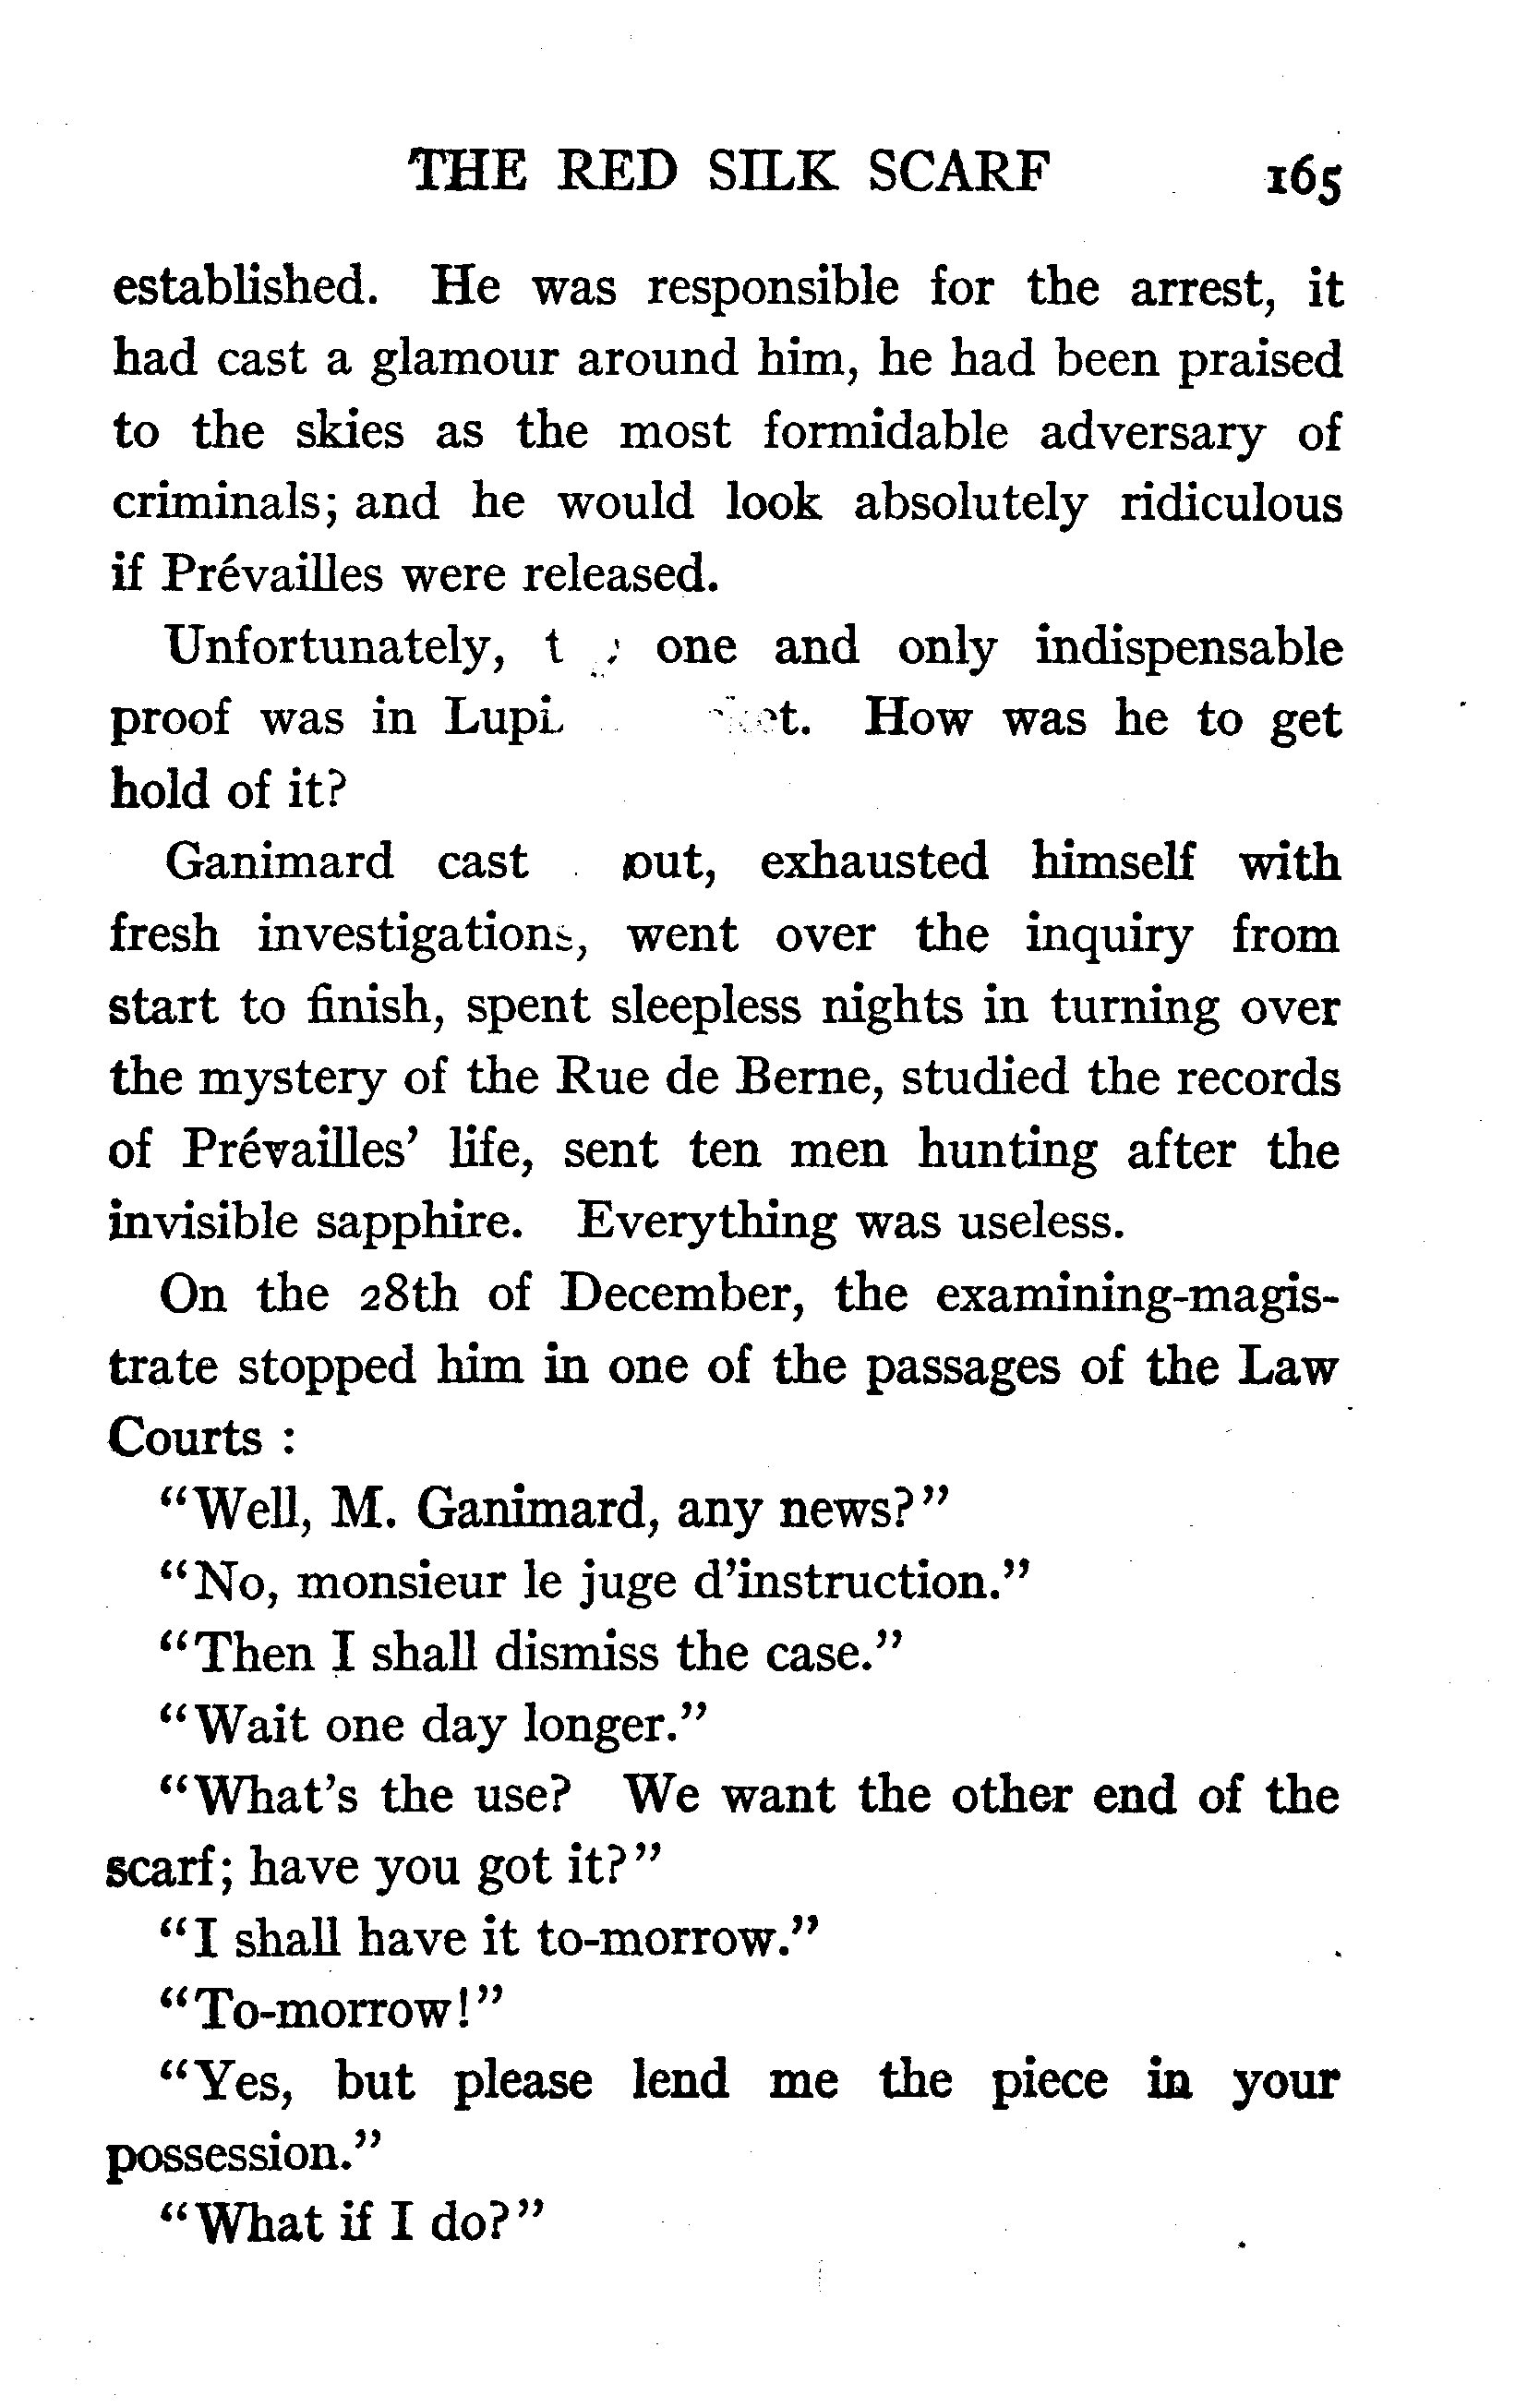 THE RED SILK SCARF 165
established. He was responsible for the arrest, it
had cast a glamour around him, he had been praised
to the skies as the most formidable adversary of
criminals; and he would look absolutely ridiculous
if Prévailles were released.
Unfortunately, one and only indispensable
proof was in How was he to get
hold of it?
Ganimard cast out, exhausted himself with
fresh investigations, went over the inquiry from
start to finish, spent sleepless nights in turning over
the mystery of the Rue de Berne, studied the records
of Prévailles' life, sent ten men hunting after the
invisible sapphire. Everything was useless.
On the 28th of December, the examining-magis-
trate stopped him in one of the passages of the Law
Courts :
"Well, M. Ganimard, any news?"
"No, monsieur le juge d'instruction."
"Then I shall dismiss the case."
"Wait one day longer."
"What's the use? We want the other end of the
scarf; have you got it?"
"I shall have it to-morrow."
"To-morrow!"
"Yes, but please lend me the piece in your
possession."
"What if I do?"